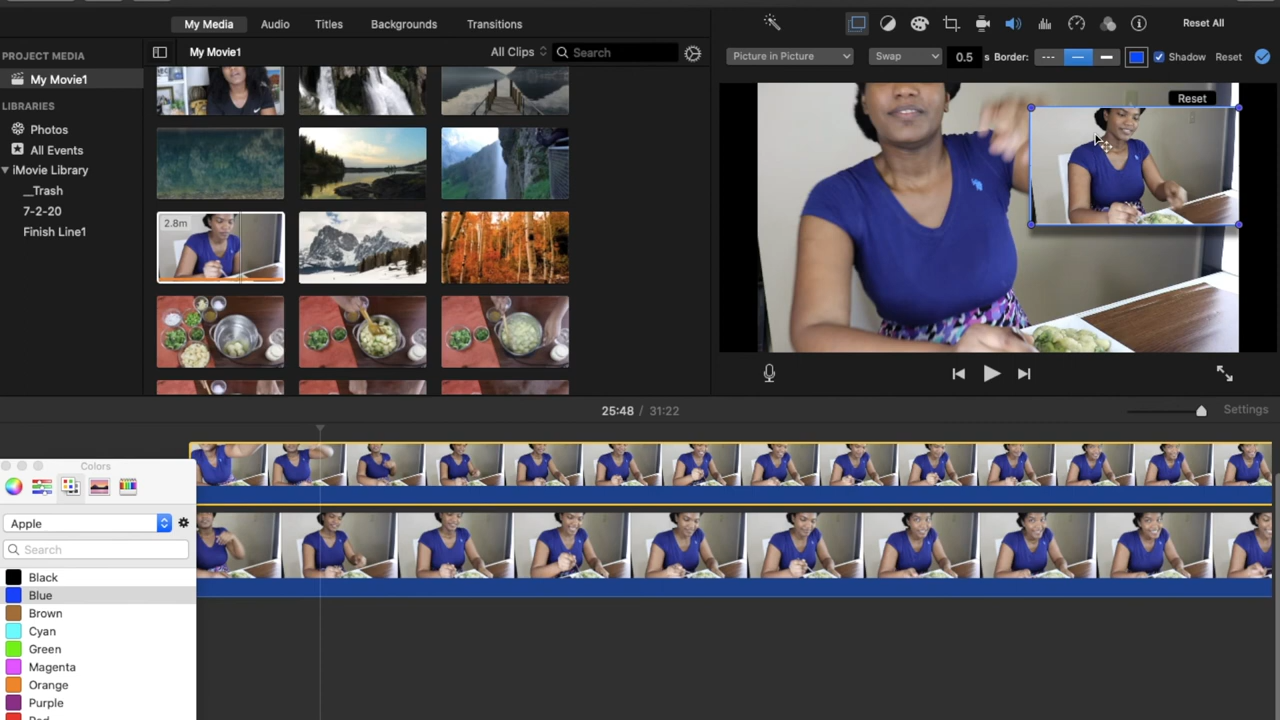 My Media Audio Titles Backgrounds Transitions
Reset All
PROJECT MEDIA
My Movie1
LIBRARIES
Photos
All Events
iMovie Library
__Trash
7-2-20
Finish Line1
My Movie1 All Clips Search
2.8m
Picture in Picture Swap 0.5 s Border: Shadow Reset
Reset
25:48 / 31:22 Settings
Colors
Apple
Search
Black
Blue
Brown
Cyan
Green
Magenta
Orange
Purple
Red